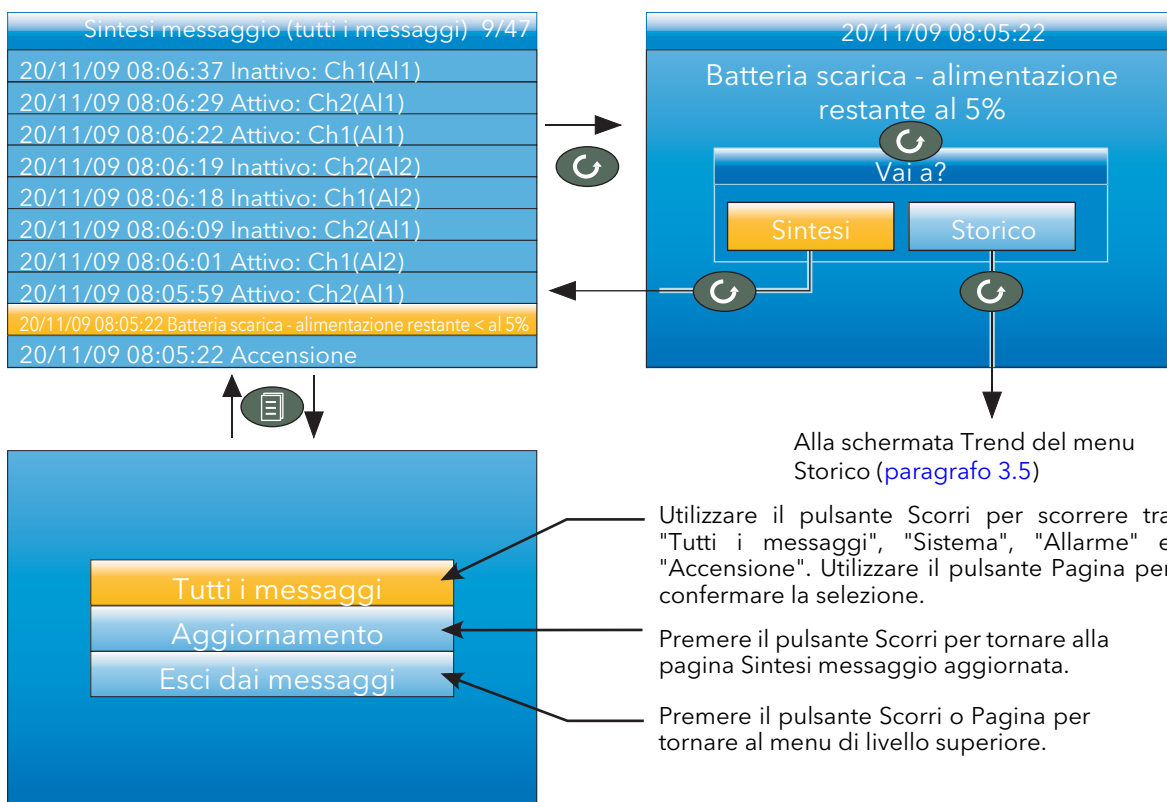 Sintesi messaggio (tutti i messaggi) 9/47
20/11/09 08:06:37 Inattivo: Ch1(Al1)
20/11/09 08:06:29 Attivo: Ch2(Al1)
20/11/09 08:06:22 Attivo: Ch1(Al1)
20/11/09 08:06:19 Inattivo: Ch2(Al2)
20/11/09 08:06:18 Inattivo: Ch1(Al2)
20/11/09 08:06:09 Inattivo: Ch2(Al1)
20/11/09 08:06:01 Attivo: Ch1(Al2)
20/11/09 08:05:59 Attivo: Ch2(Al1)
20/11/09 08:05:22 Batteria scarica - alimentazione restante < al 5%
20/11/09 08:05:22 Accensione
20/11/09 08:05:22
Batteria scarica - alimentazione
restante al 5%
Vai a?
Sintesi
Storico
Alla schermata Trend del menu
Storico (paragrafo 3.5)
Tutti i messaggi
Aggiornamento
Esci dai messaggi
Utilizzare il pulsante Scorri per scorrere tra
"Tutti i messaggi", "Sistema", "Allarme" e
"Accensione". Utilizzare il pulsante Pagina per
confermare la selezione.
Premere il pulsante Scorri per tornare alla
pagina Sintesi messaggio aggiornata.
Premere il pulsante Scorri o Pagina per
tornare al menu di livello superiore.